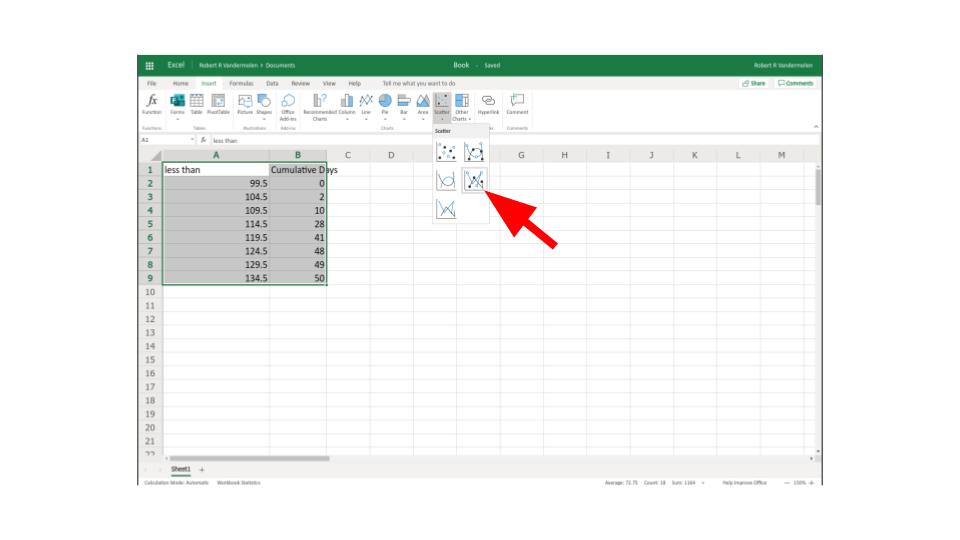 Excel Robert R Vandermolen > Documents Book - Saved Robert R Vandermolen
File Home Insert Formulas Data Review View Help Tell me what you want to do Share Comments
fx
Function Forms Table PivotTable Picture Shapes Office Add-ins Recommended Charts Column Line Pie Bar Area Scatter Other Charts Hyperlink Comment
Functions Tables Illustrations Add-ins Charts Comments
Scatter
A1 fx less than
A B C D G H I J K L M
1 less than Cumulative Days
2 99.5 0
3 104.5 2
4 109.5 10
5 114.5 28
6 119.5 41
7 124.5 48
8 129.5 49
9 134.5 50
10
11
12
13
14
15
16
17
18
19
20
21
22
Sheet1 +
Calculation Mode: Automatic Workbook Statistics Average: 72.75 Count: 18 Sum: 1164 Help Improve Office — 150% +